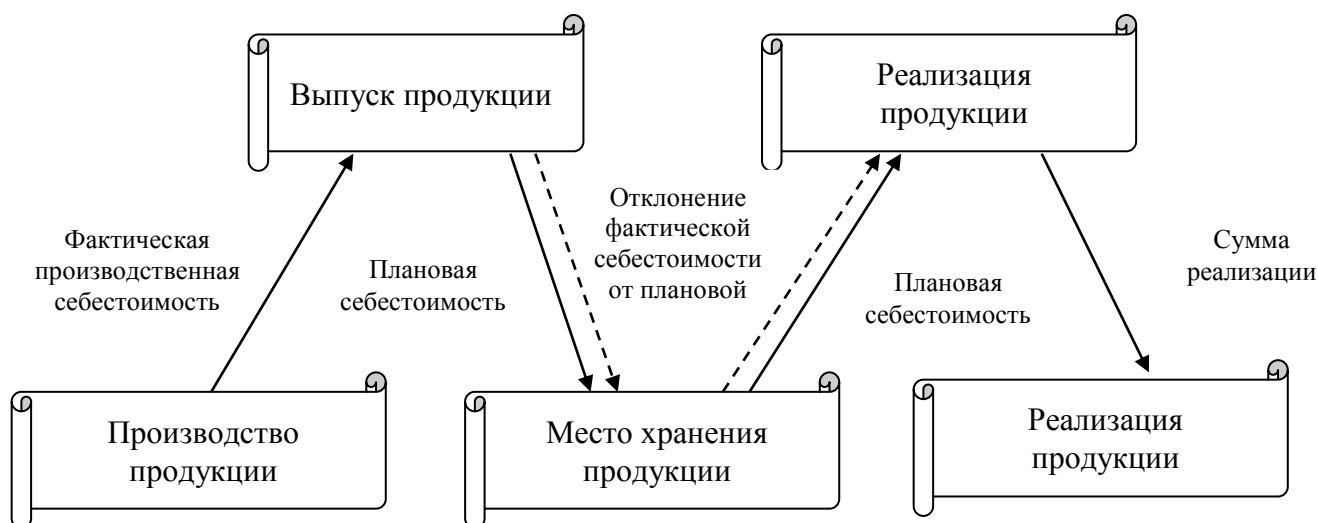 Выпуск продукции
Реализация
продукции
Фактическая
производственная
себестоимость
Плановая
себестоимость
Отклонение
фактической
себестоимости
от плановой
Плановая
себестоимость
Сумма
реализации
Производство
продукции
Место хранения
продукции
Реализация
продукции